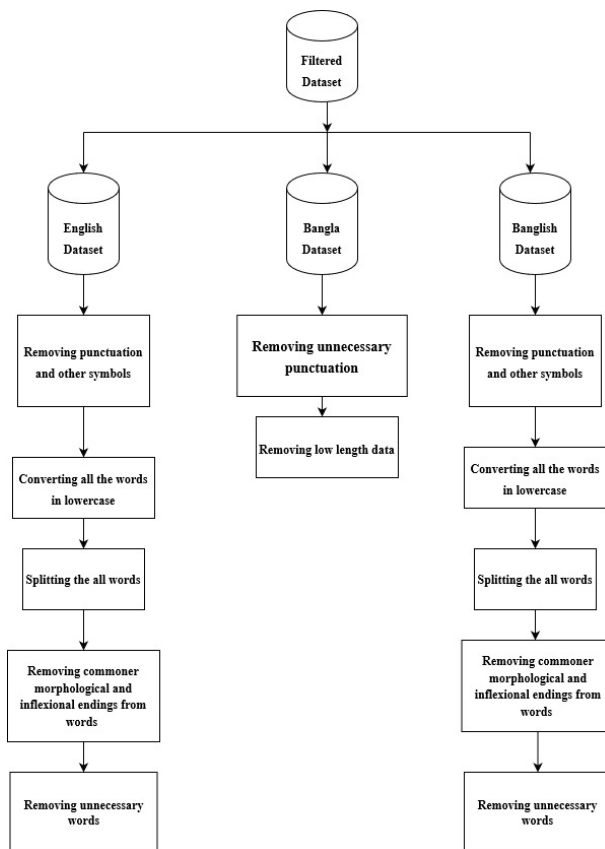 Filtered
Dataset
English
Dataset
Bangla
Dataset
Banglish
Dataset
Removing punctuation
and other symbols
Removing unnecessary
punctuation
Removing punctuation
and other symbols
Removing low length data
Converting all the words
in lowercase
Converting all the words
in lowercase
Splitting the all words
Splitting the all words
Removing commoner
morphological and
inflexional endings from
words
Removing commoner
morphological and
inflexional endings from
words
Removing unnecessary
words
Removing unnecessary
words